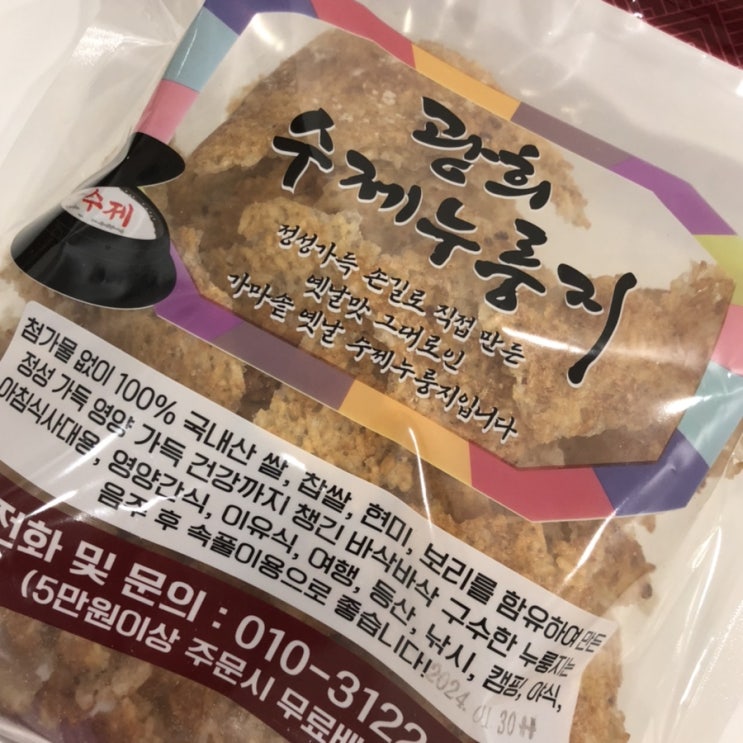 광희
수제누룽지
수제
정성가득 손길로 직접 만든
옛날맛 그대로인
가마솥 옛날 수제누룽지입니다
첨가물 없이 100% 국내산 쌀, 찹쌀, 현미, 보리를 함유하여 만든
정성 가득 영양 가득 건강까지 챙긴 바삭바삭 구수한 누룽지는
아침식사대용, 영양간식, 이유식, 여행, 등산, 낚시, 캠핑, 야식,
음주 후 속풀이용으로 좋습니다!
2024. 01. 30
전화 및 문의 : 010-3122
(5만원이상 주문시 무료배